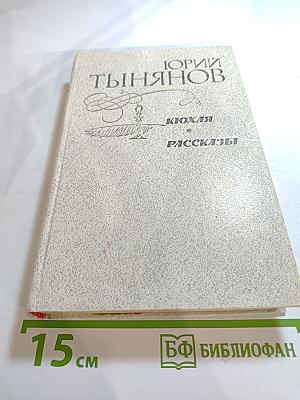 ЮРИЙ
ТЫНЯНОВ
КЮХЛЯ
РАССКАЗЫ
15 см
БФ БИБЛИОФАН